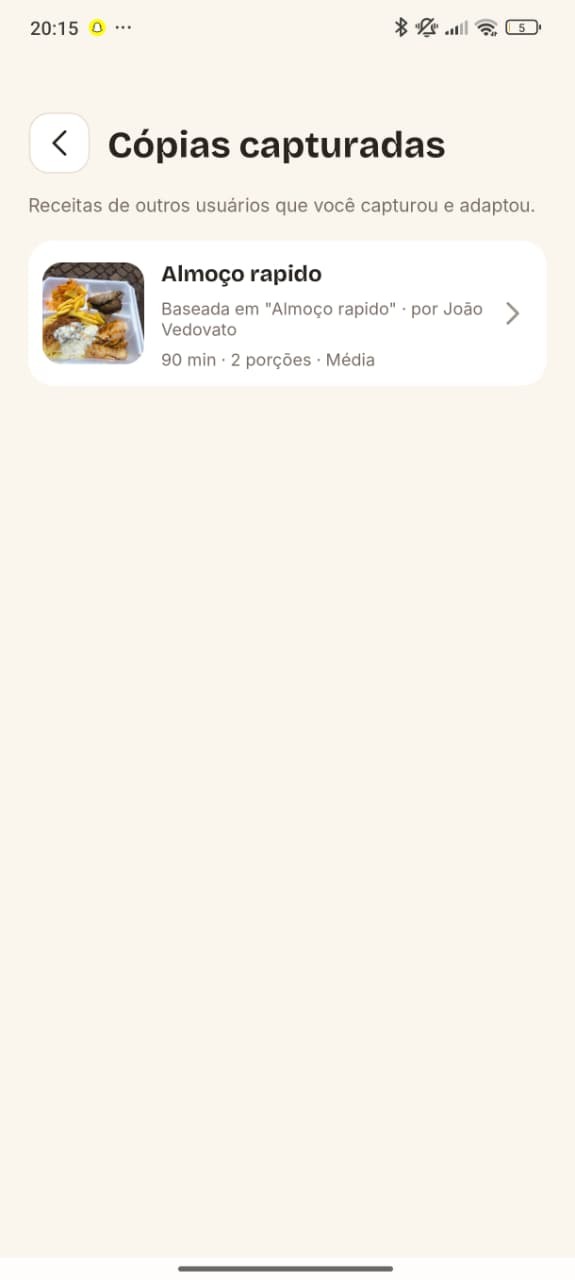 20:15
5
Cópias capturadas
Receitas de outros usuários que você capturou e adaptou.
Almoço rapido
Baseada em "Almoço rapido" · por João
Vedovato
90 min · 2 porções · Média